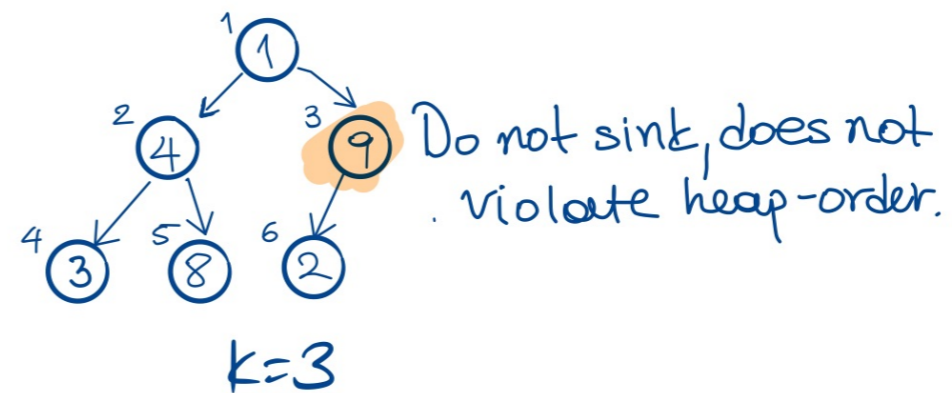 1
1
2 3
4 9 Do not sink, does not
. violate heap-order.
4 5 6
3 8 2
k=3